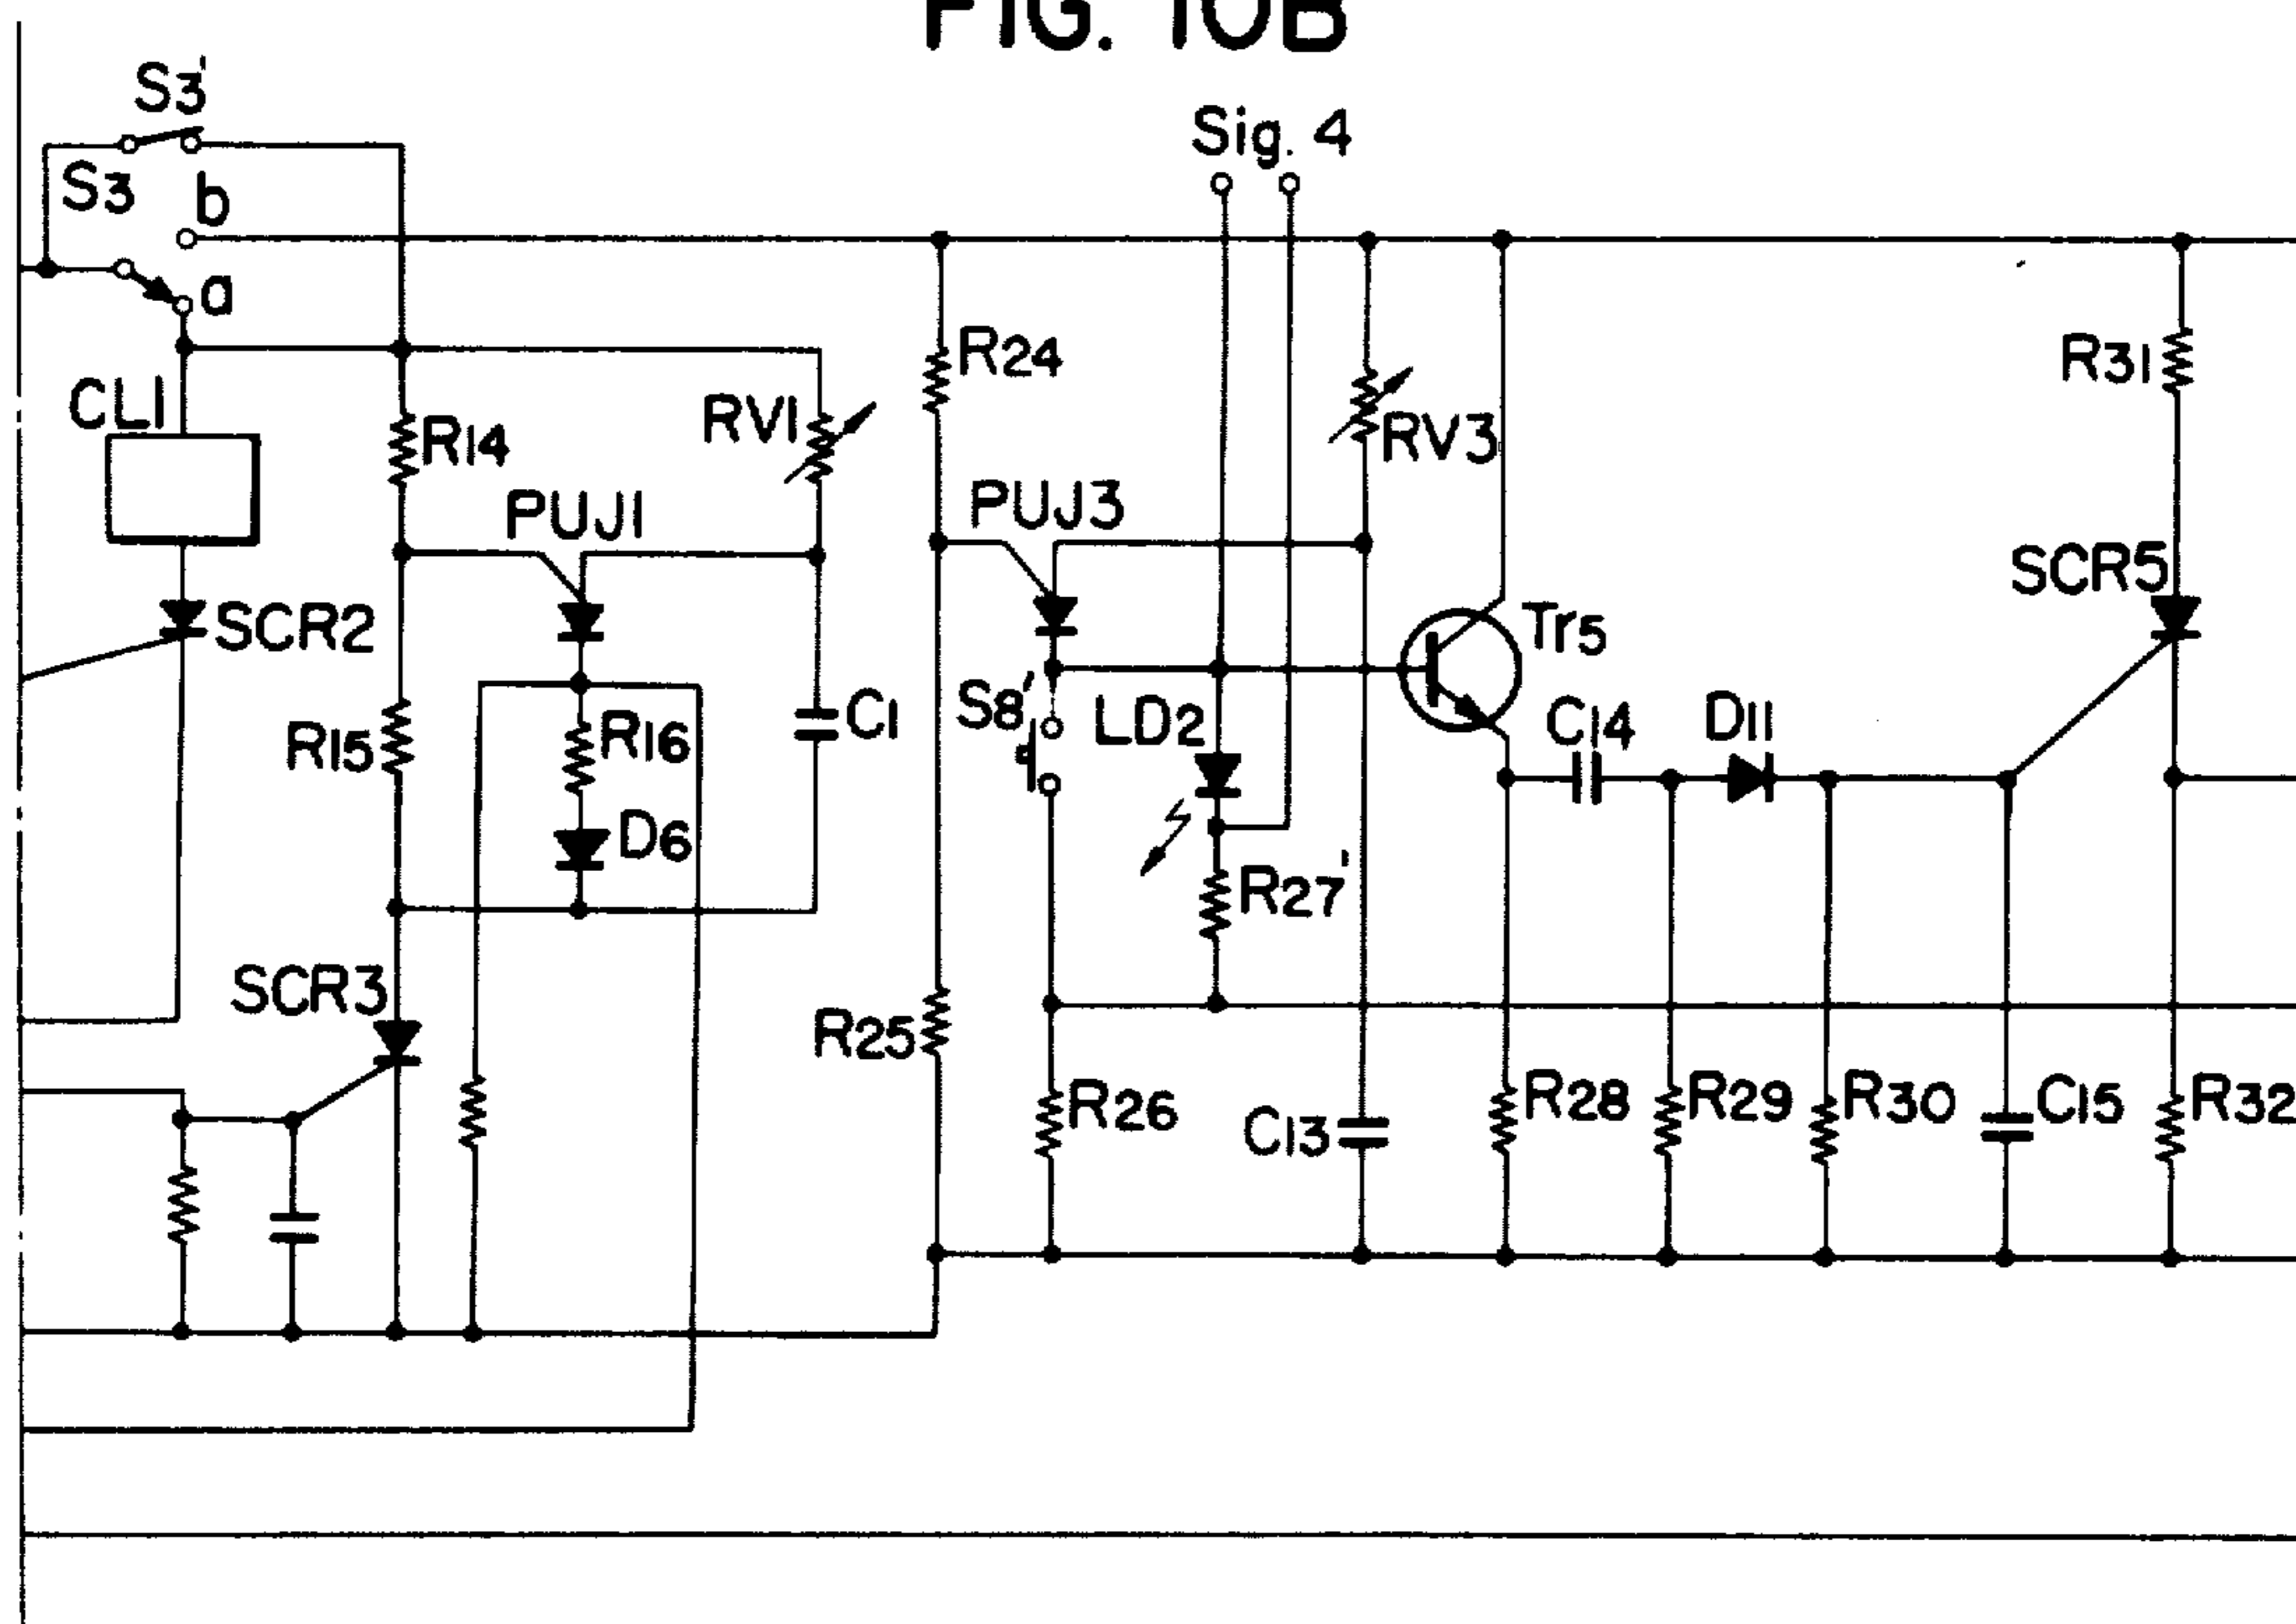 FIG. 10B
S3'
Sig. 4
S3
b
a
R24
R31
CL1
RV1
R14
RV3
PUJ1
PUJ3
SCR5
SCR2
Tr5
S8'
LD2
C14
D11
R15
R16
C1
D6
R27'
SCR3
R25
R26
C13
R28
R29
R30
C15
R32